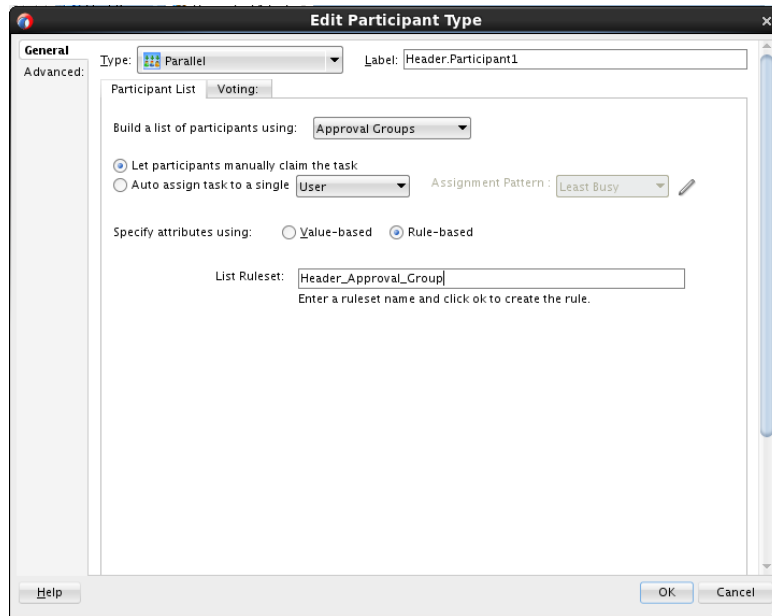 Edit Participant Type
General
Advanced:
Type: Parallel Label: Header.Participant1
Participant List Voting:
Build a list of participants using: Approval Groups
Let participants manually claim the task
Auto assign task to a single User Assignment Pattern : Least Busy
Specify attributes using: Value-based Rule-based
List Ruleset: Header_Approval_Group
Enter a ruleset name and click ok to create the rule.
Help OK Cancel